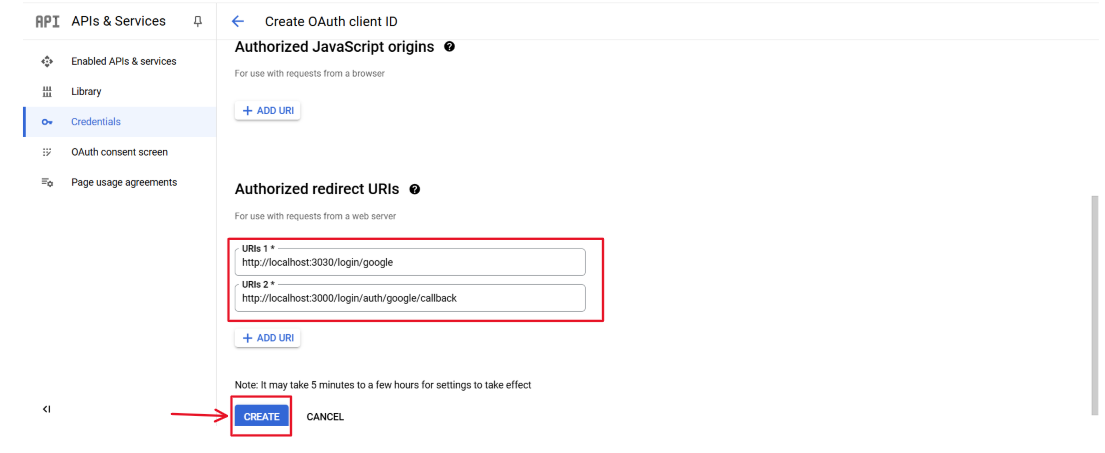 API APIs & Services
Enabled APIs & services
Library
Credentials
OAuth consent screen
Page usage agreements
Create OAuth client ID
Authorized JavaScript origins
For use with requests from a browser
+ ADD URI
Authorized redirect URIs
For use with requests from a web server
URIs 1 *
http://localhost:3030/login/google
URIs 2 *
http://localhost:3000/login/auth/google/callback
+ ADD URI
Note: It may take 5 minutes to a few hours for settings to take effect
CREATE CANCEL